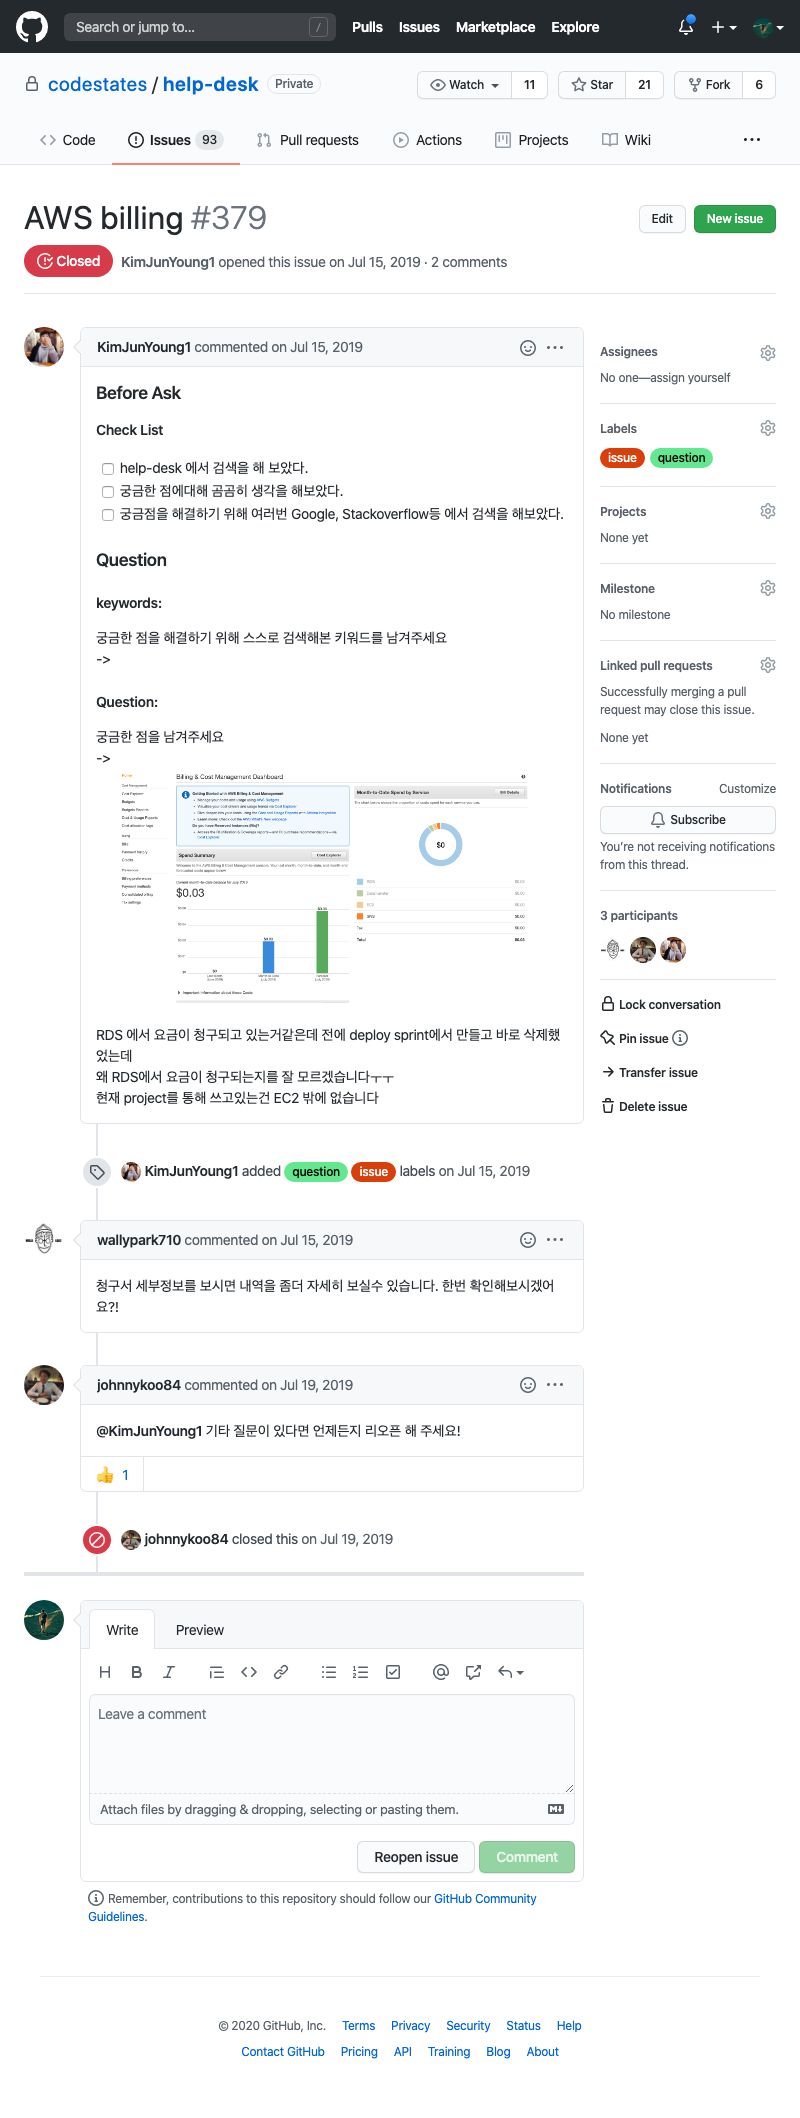 Search or jump to...
/
Pulls
Issues
Marketplace
Explore
codestates / help-desk
Private
Watch
11
Star
21
Fork
6
Code
Issues 93
Pull requests
Actions
Projects
Wiki
AWS billing #379
Edit
New issue
Closed
KimJunYoung1 opened this issue on Jul 15, 2019 · 2 comments
KimJunYoung1 commented on Jul 15, 2019
Before Ask
Check List
help-desk 에서 검색을 해 보았다.
궁금한 점에대해 곰곰히 생각을 해보았다.
궁금점을 해결하기 위해 여러번 Google, Stackoverflow등 에서 검색을 해보았다.
Question
keywords:
궁금한 점을 해결하기 위해 스스로 검색해본 키워드를 남겨주세요
->
Question:
궁금한 점을 남겨주세요
->
Billing & Cost Management Dashboard
Getting Started with AWS Billing & Cost Management
Spend Summary
Cost Explorer
$0.03
Month-to-Date Spend by Service
Bill Details
$0
Total
RDS 에서 요금이 청구되고 있는거같은데 전에 deploy sprint에서 만들고 바로 삭제했
었는데
왜 RDS에서 요금이 청구되는지를 잘 모르겠습니다ㅜㅜ
현재 project를 통해 쓰고있는건 EC2 밖에 없습니다
KimJunYoung1 added question issue labels on Jul 15, 2019
wallypark710 commented on Jul 15, 2019
청구서 세부정보를 보시면 내역을 좀더 자세히 보실수 있습니다. 한번 확인해보시겠어
요?!
johnnykoo84 commented on Jul 19, 2019
@KimJunYoung1 기타 질문이 있다면 언제든지 리오픈 해 주세요!
1
johnnykoo84 closed this on Jul 19, 2019
Write
Preview
Leave a comment
Attach files by dragging & dropping, selecting or pasting them.
Reopen issue
Comment
Remember, contributions to this repository should follow our GitHub Community
Guidelines.
Assignees
No one—assign yourself
Labels
issue
question
Projects
None yet
Milestone
No milestone
Linked pull requests
Successfully merging a pull
request may close this issue.
None yet
Notifications
Customize
Subscribe
You're not receiving notifications
from this thread.
3 participants
Lock conversation
Pin issue
Transfer issue
Delete issue
© 2020 GitHub, Inc.
Terms
Privacy
Security
Status
Help
Contact GitHub
Pricing
API
Training
Blog
About